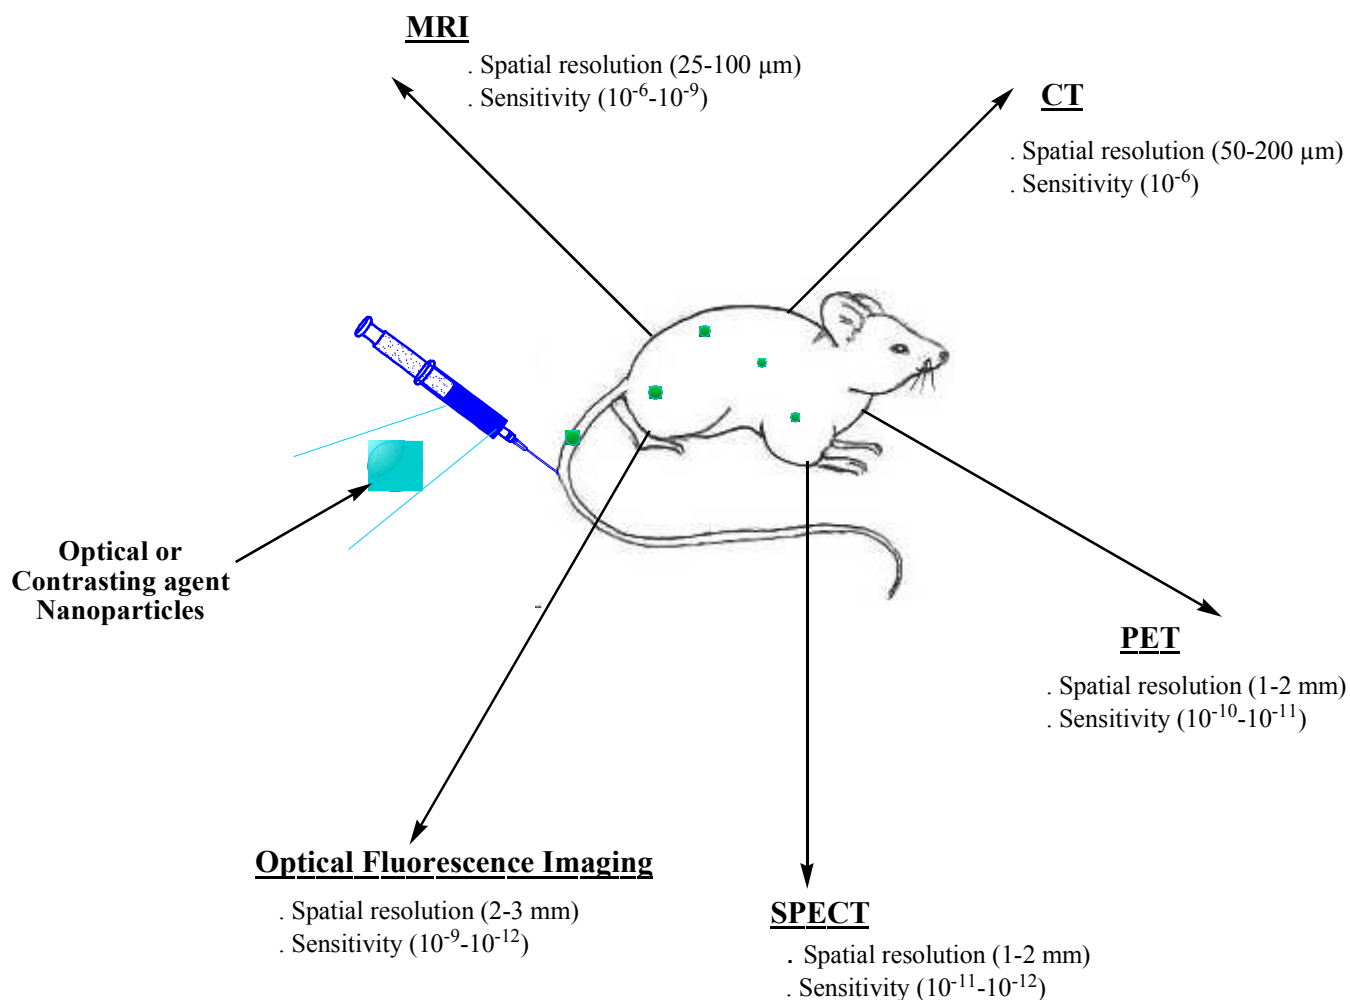 MRI
. Spatial resolution (25-100 μm)
. Sensitivity (10⁻⁶-10⁻⁹)
CT
. Spatial resolution (50-200 μm)
. Sensitivity (10⁻⁶)
Optical or
Contrasting agent
Nanoparticles
PET
. Spatial resolution (1-2 mm)
. Sensitivity (10⁻¹⁰-10⁻¹¹)
Optical Fluorescence Imaging
. Spatial resolution (2-3 mm)
. Sensitivity (10⁻⁹-10⁻¹²)
SPECT
. Spatial resolution (1-2 mm)
. Sensitivity (10⁻¹¹-10⁻¹²)